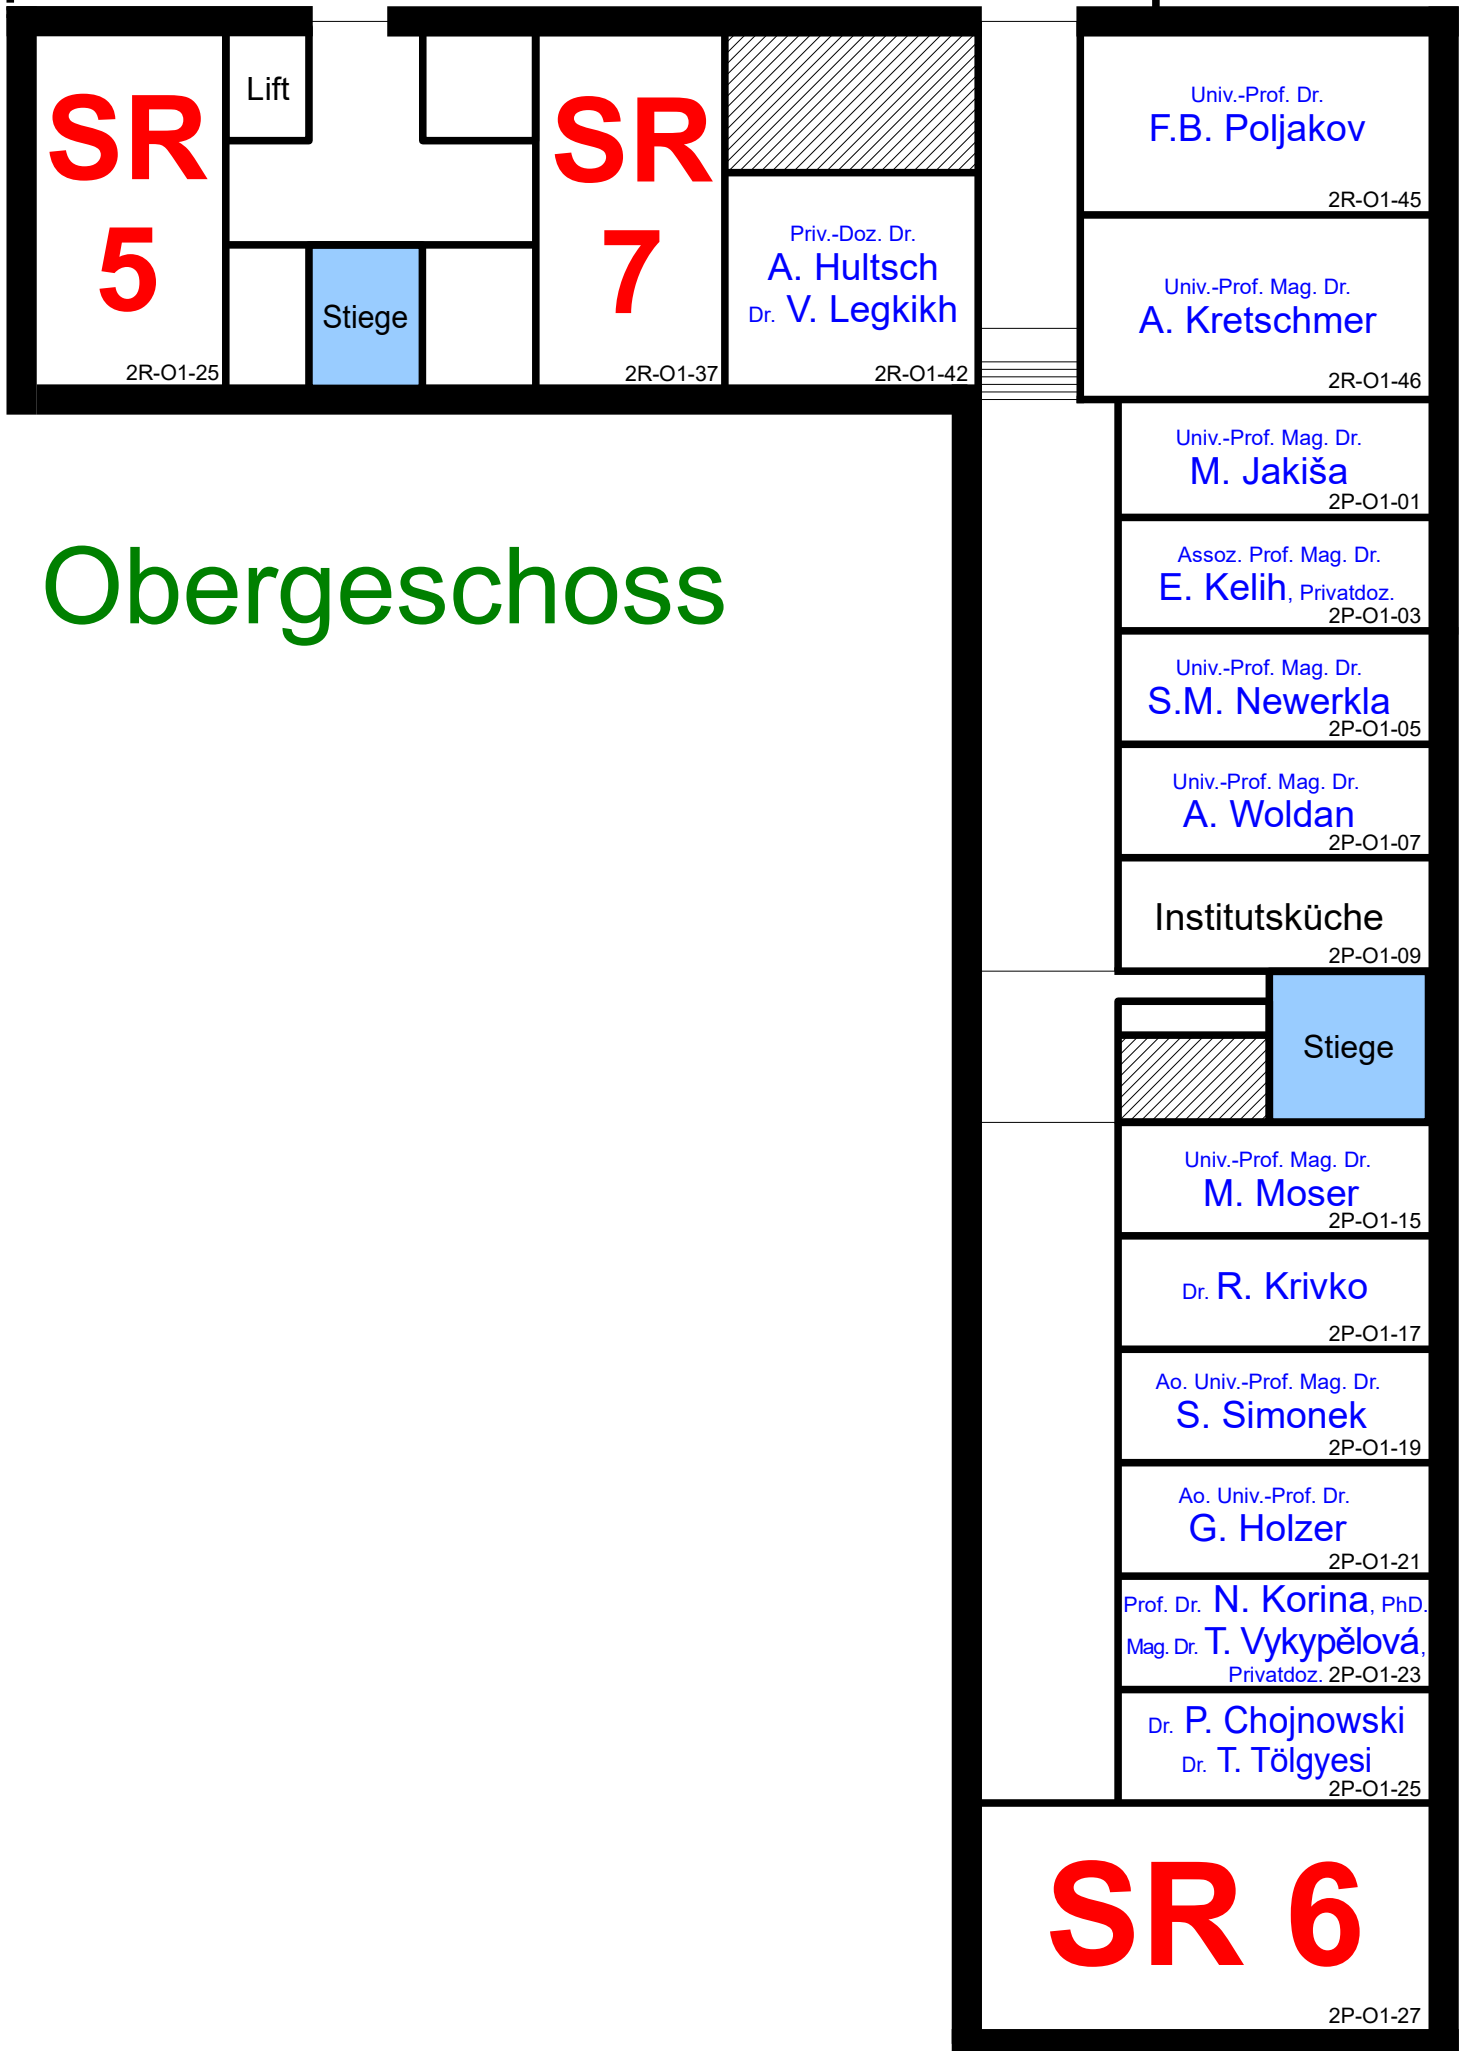 SR
5
2R-O1-25
Lift
Stiege
SR
7
2R-O1-37
Priv.-Doz. Dr.
A. Hultsch
Dr. V. Legkikh
2R-O1-42
Univ.-Prof. Dr.
F.B. Poljakov
2R-O1-45
Univ.-Prof. Mag. Dr.
A. Kretschmer
2R-O1-46
Univ.-Prof. Mag. Dr.
M. Jakiša
2P-O1-01
Obergeschoss
Assoz. Prof. Mag. Dr.
E. Kelih, Privatdoz.
2P-O1-03
Univ.-Prof. Mag. Dr.
S.M. Newerkla
2P-O1-05
Univ.-Prof. Mag. Dr.
A. Woldan
2P-O1-07
Institutsküche
2P-O1-09
Stiege
Univ.-Prof. Mag. Dr.
M. Moser
2P-O1-15
Dr. R. Krivko
2P-O1-17
Ao. Univ.-Prof. Mag. Dr.
S. Simonek
2P-O1-19
Ao. Univ.-Prof. Dr.
G. Holzer
2P-O1-21
Prof. Dr. N. Korina, PhD.
Mag. Dr. T. Vykypělová,
Privatdoz. 2P-O1-23
Dr. P. Chojnowski
Dr. T. Tölgyesi
2P-O1-25
SR 6
2P-O1-27